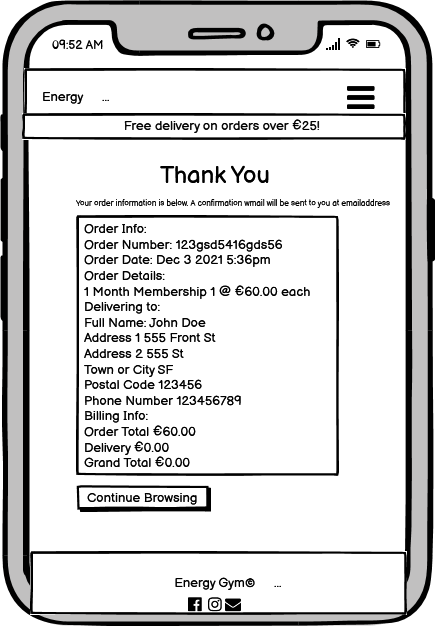 09:52 AM
Energy ...
Free delivery on orders over €25!
Thank You
Your order information is below. A confirmation wmail will be sent to you at emailaddress
Order Info:
Order Number: 123gsd5416gds56
Order Date: Dec 3 2021 5:36pm
Order Details:
1 Month Membership 1 @ €60.00 each
Delivering to:
Full Name: John Doe
Address 1 555 Front St
Address 2 555 St
Town or City SF
Postal Code 123456
Phone Number 123456789
Billing Info:
Order Total €60.00
Delivery €0.00
Grand Total €0.00
Continue Browsing
Energy Gym© ...